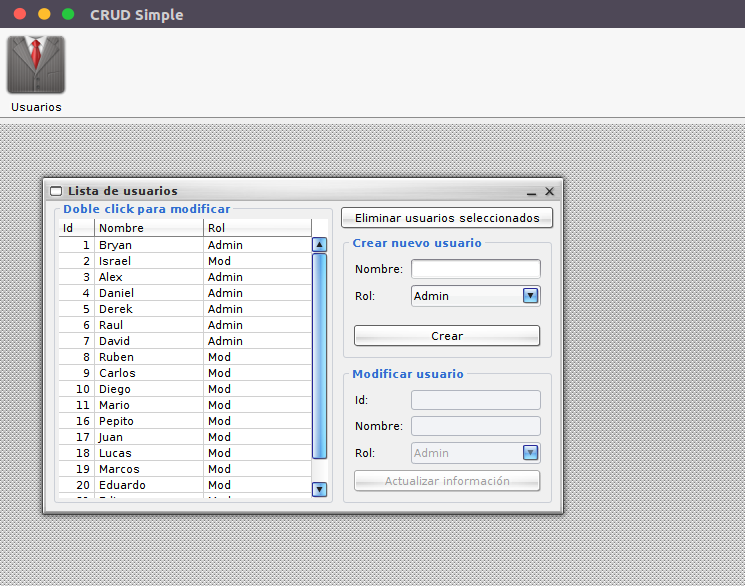 CRUD Simple
Usuarios
Lista de usuarios
Doble click para modificar
Id Nombre Rol
1 Bryan Admin
2 Israel Mod
3 Alex Admin
4 Daniel Admin
5 Derek Admin
6 Raul Admin
7 David Admin
8 Ruben Mod
9 Carlos Mod
10 Diego Mod
11 Mario Mod
16 Pepito Mod
17 Juan Mod
18 Lucas Mod
19 Marcos Mod
20 Eduardo Mod
Eliminar usuarios seleccionados
Crear nuevo usuario
Nombre:
Rol: Admin
Crear
Modificar usuario
Id:
Nombre:
Rol: Admin
Actualizar información